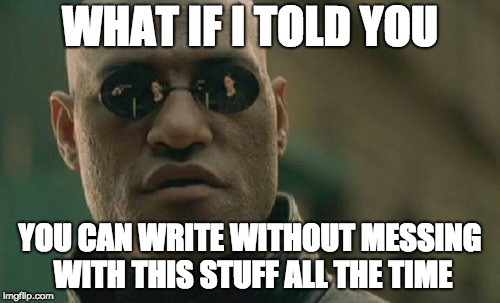 WHAT IF I TOLD YOU
YOU CAN WRITE WITHOUT MESSING
WITH THIS STUFF ALL THE TIME
imgflip.com